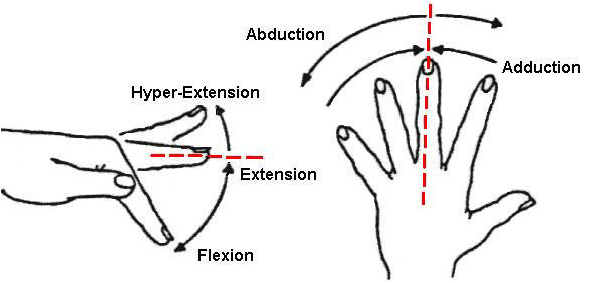 Abduction
Adduction
Hyper-Extension
Extension
Flexion